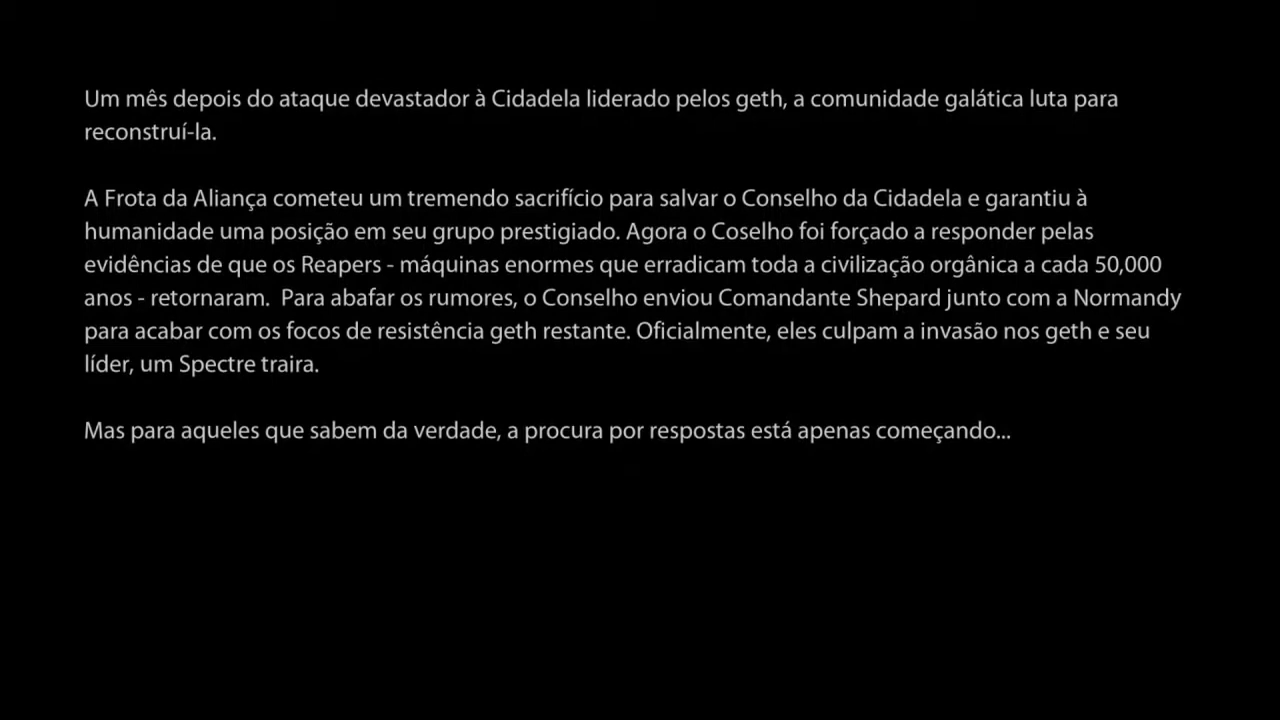 Um mês depois do ataque devastador à Cidadela liderado pelos geth, a comunidade galática luta para
reconstruí-la.
A Frota da Aliança cometeu um tremendo sacrifício para salvar o Conselho da Cidadela e garantiu à
humanidade uma posição em seu grupo prestigiado. Agora o Coselho foi forçado a responder pelas
evidências de que os Reapers - máquinas enormes que erradicam toda a civilização orgânica a cada 50,000
anos - retornaram.  Para abafar os rumores, o Conselho enviou Comandante Shepard junto com a Normandy
para acabar com os focos de resistência geth restante. Oficialmente, eles culpam a invasão nos geth e seu
líder, um Spectre traira.
Mas para aqueles que sabem da verdade, a procura por respostas está apenas começando...